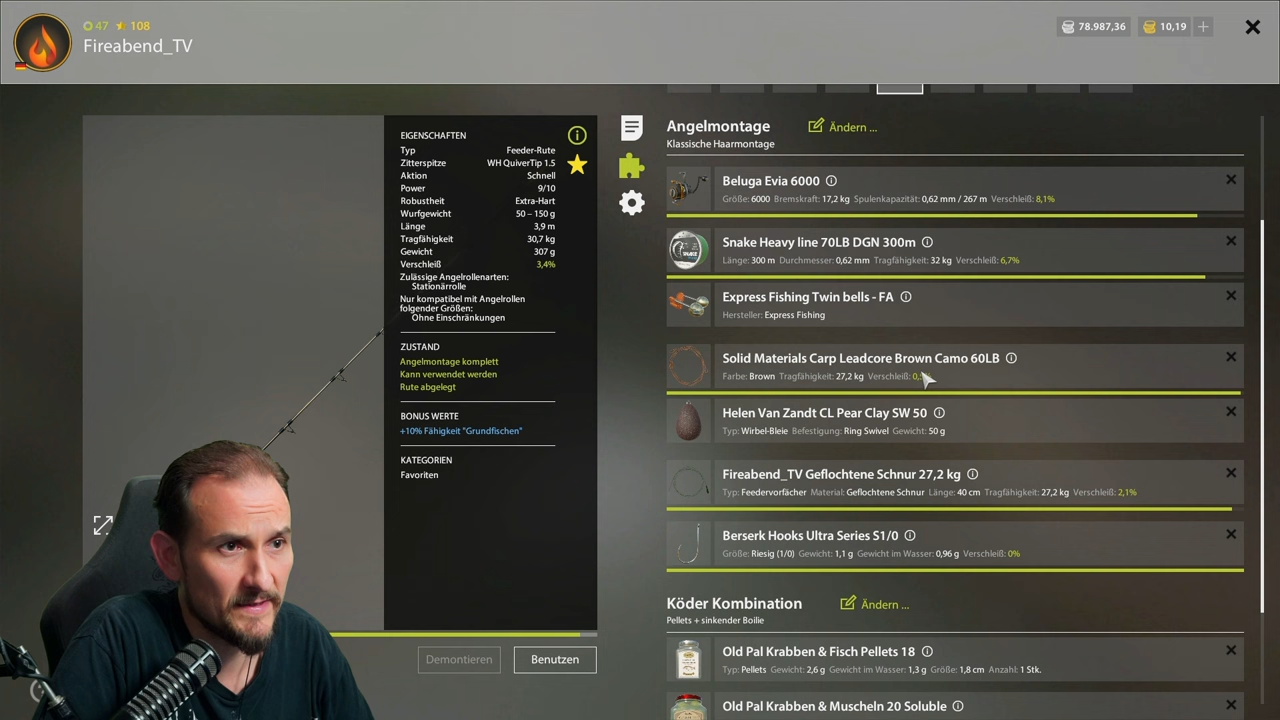 47 108
Fireabend_TV
78.987,36
10,19
EIGENSCHAFTEN
Typ Feeder-Rute
Zitterspitze WH QuiverTip 1.5
Aktion Schnell
Power 9/10
Robustheit Extra-Hart
Wurfgewicht 50 – 150 g
Länge 3,9 m
Tragfähigkeit 30,7 kg
Gewicht 307 g
Verschleiß 3,4%
Zulässige Angelrollenarten:
Stationärrolle
Nur kompatibel mit Angelrollen
folgender Größen:
Ohne Einschränkungen
ZUSTAND
Angelmontage komplett
Kann verwendet werden
Rute abgelegt
BONUS WERTE
+10% Fähigkeit "Grundfischen"
KATEGORIEN
Favoriten
Demontieren
Benutzen
Angelmontage Ändern ...
Klassische Haarmontage
Beluga Evia 6000
Größe: 6000 Bremskraft: 17,2 kg Spulenkapazität: 0,62 mm / 267 m Verschleiß: 8,1%
Snake Heavy line 70LB DGN 300m
Länge: 300 m Durchmesser: 0,62 mm Tragfähigkeit: 32 kg Verschleiß: 6,7%
Express Fishing Twin bells - FA
Hersteller: Express Fishing
Solid Materials Carp Leadcore Brown Camo 60LB
Farbe: Brown Tragfähigkeit: 27,2 kg Verschleiß:
Helen Van Zandt CL Pear Clay SW 50
Typ: Wirbel-Bleie Befestigung: Ring Swivel Gewicht: 50 g
Fireabend_TV Geflochtene Schnur 27,2 kg
Typ: Feedervorfächer Material: Geflochtene Schnur Länge: 40 cm Tragfähigkeit: 27,2 kg Verschleiß: 2,1%
Berserk Hooks Ultra Series S1/0
Größe: Riesig (1/0) Gewicht: 1,1 g Gewicht im Wasser: 0,96 g Verschleiß: 0%
Köder Kombination Ändern ...
Pellets + sinkender Boilie
Old Pal Krabben & Fisch Pellets 18
Typ: Pellets Gewicht: 2,6 g Gewicht im Wasser: 1,3 g Größe: 1,8 cm Anzahl: 1 Stk.
Old Pal Krabben & Muscheln 20 Soluble